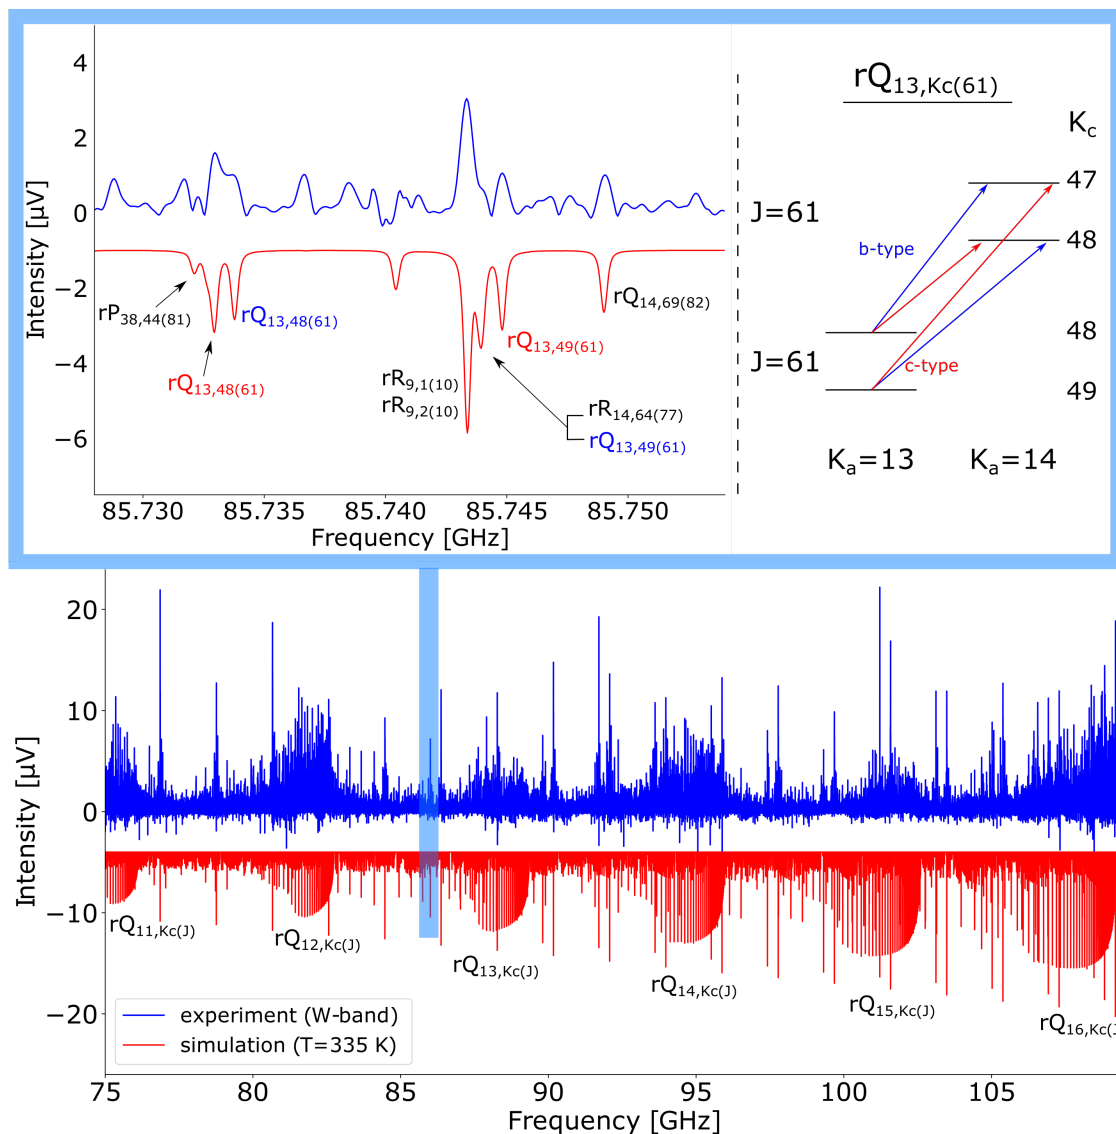 4
2
0
−2
−4
−6
Intensity [μV]
rP38,44(81)
rQ13,48(61)
rQ13,48(61)
rR9,1(10)
rR9,2(10)
rQ13,49(61)
rQ14,69(82)
rR14,64(77)
rQ13,49(61)
85.730 85.735 85.740 85.745 85.750
Frequency [GHz]
rQ13,Kc(61)
Kc
47
J=61
48
b-type
48
J=61
c-type
49
Ka=13 Ka=14
20
10
0
−10
−20
Intensity [μV]
rQ11,Kc(J)
rQ12,Kc(J)
rQ13,Kc(J)
rQ14,Kc(J)
rQ15,Kc(J)
rQ16,Kc(J)
experiment (W-band)
simulation (T=335 K)
75 80 85 90 95 100 105
Frequency [GHz]